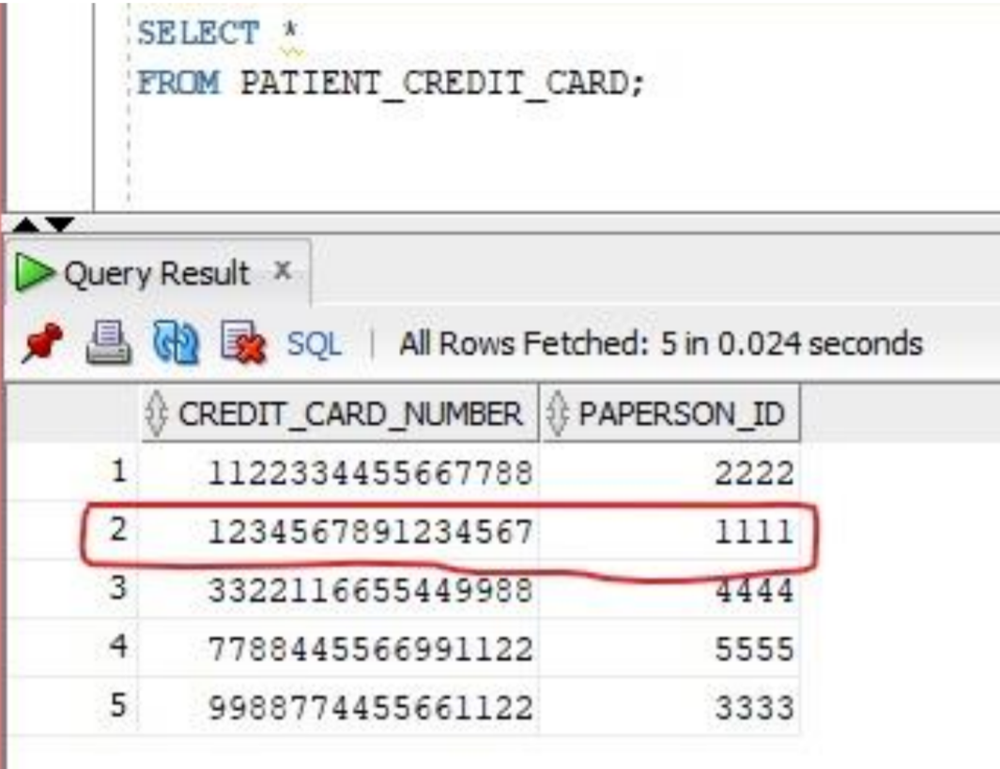 SELECT *
FROM PATIENT_CREDIT_CARD;
Query Result x
SQL | All Rows Fetched: 5 in 0.024 seconds
CREDIT_CARD_NUMBER PAPERSON_ID
1 1122334455667788 2222
2 1234567891234567 1111
3 3322116655449988 4444
4 7788445566991122 5555
5 9988774455661122 3333